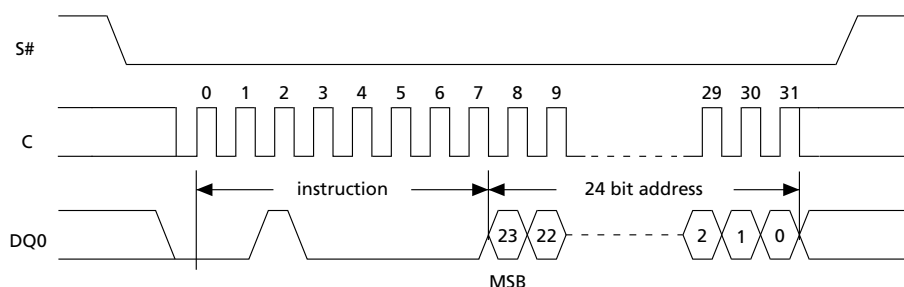 S#
0 1 2 3 4 5 6 7 8 9 29 30 31
C
instruction 24 bit address
DQ0 23 22 2 1 0
MSB